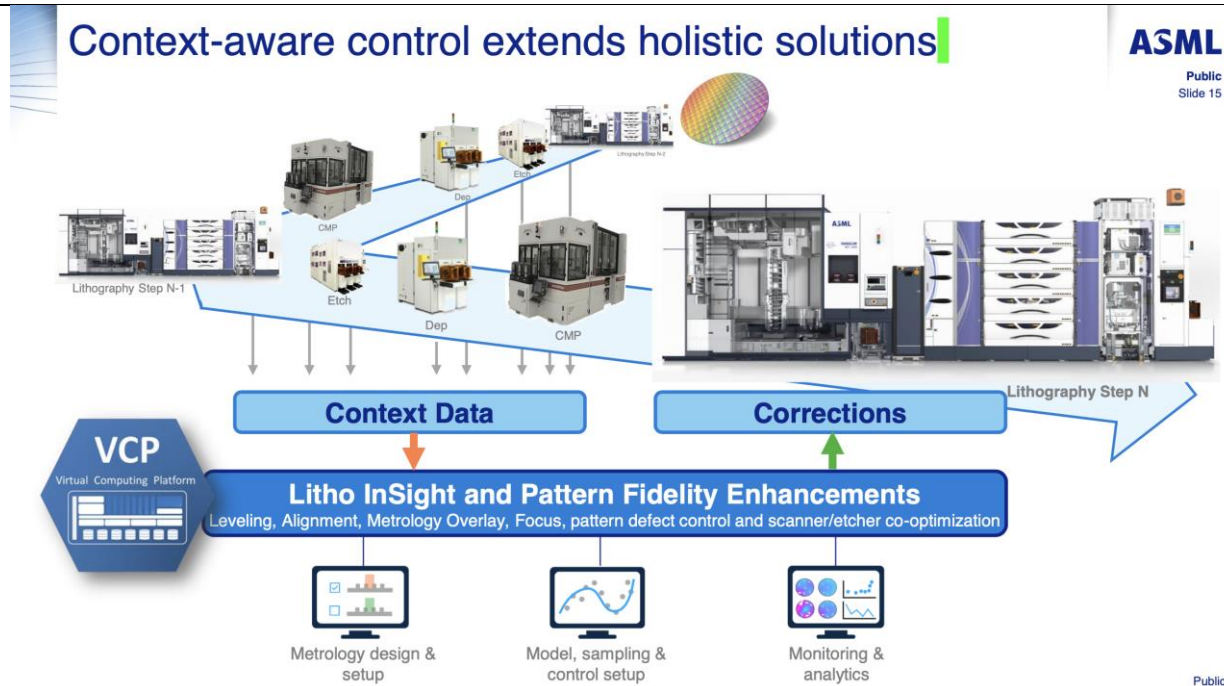 Context-aware control extends holistic solutions
ASML
Public
Slide 15
Lithography Step N-2
Etch
Dep
CMP
ASML
Lithography Step N-1
Etch
Dep
CMP
Lithography Step N
Context Data
Corrections
VCP
Virtual Computing Platform
Litho InSight and Pattern Fidelity Enhancements
Leveling, Alignment, Metrology Overlay, Focus, pattern defect control and scanner/etcher co-optimization
Metrology design &
setup
Model, sampling &
control setup
Monitoring &
analytics
Public